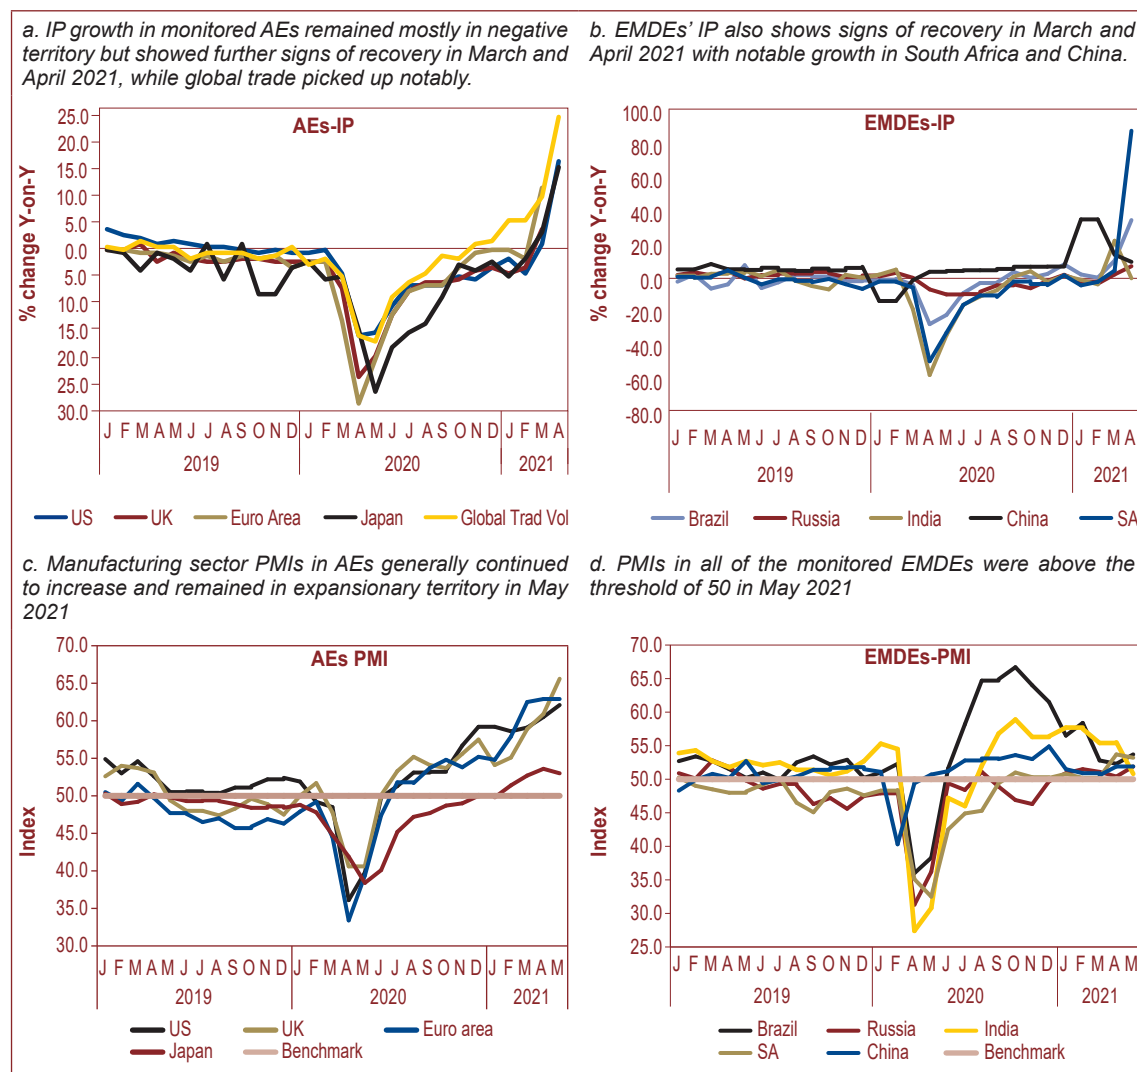 a. IP growth in monitored AEs remained mostly in negative
territory but showed further signs of recovery in March and
April 2021, while global trade picked up notably.
AEs-IP
% change Y-on-Y
25.0
20.0
15.0
10.0
5.0
0.0
5.0
10.0
15.0
20.0
25.0
30.0
J F M A M J J A S O N D J F M A M J J A S O N D J F M A
2019 2020 2021
US UK Euro Area Japan Global Trad Vol
b. EMDEs' IP also shows signs of recovery in March and
April 2021 with notable growth in South Africa and China.
EMDEs-IP
% change Y-on-Y
100.0
80.0
60.0
40.0
20.0
0.0
-20.0
-40.0
-60.0
-80.0
J F M A M J J A S O N D J F M A M J J A S O N D J F M A
2019 2020 2021
Brazil Russia India China SA
c. Manufacturing sector PMIs in AEs generally continued
to increase and remained in expansionary territory in May
2021
AEs PMI
Index
70.0
65.0
60.0
55.0
50.0
45.0
40.0
35.0
30.0
J F M A M J J A S O N D J F M A M J J A S O N D J F M A M
2019 2020 2021
US UK Euro area
Japan Benchmark
d. PMIs in all of the monitored EMDEs were above the
threshold of 50 in May 2021
EMDEs-PMI
Index
70.0
65.0
60.0
55.0
50.0
45.0
40.0
35.0
30.0
25.0
J F M A M J J A S O N D J F A M J J A S O N D J F M A M
2019 2020 2021
Brazil Russia India
SA China Benchmark